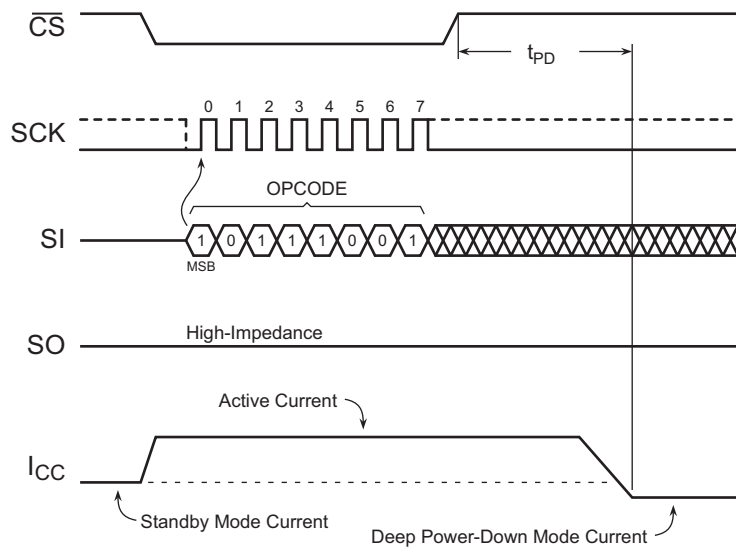 CS
tPD
0 1 2 3 4 5 6 7
SCK
OPCODE
SI
1 0 1 1 1 0 0 1
MSB
High-Impedance
SO
Active Current
ICC
Standby Mode Current
Deep Power-Down Mode Current